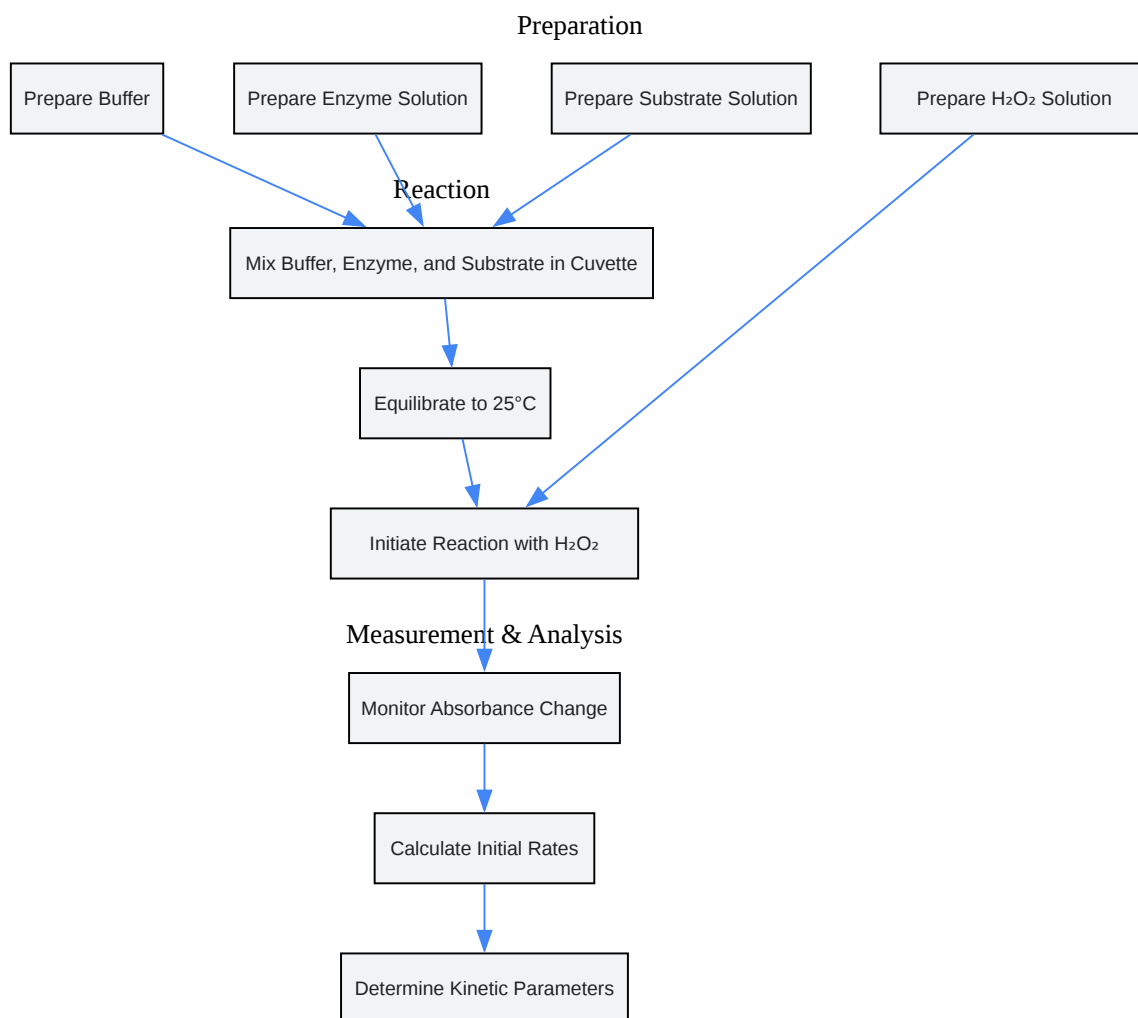 Preparation
Prepare Buffer
Prepare Enzyme Solution
Prepare Substrate Solution
Prepare H₂O₂ Solution
Reaction
Mix Buffer, Enzyme, and Substrate in Cuvette
Equilibrate to 25°C
Initiate Reaction with H₂O₂
Measurement & Analysis
Monitor Absorbance Change
Calculate Initial Rates
Determine Kinetic Parameters